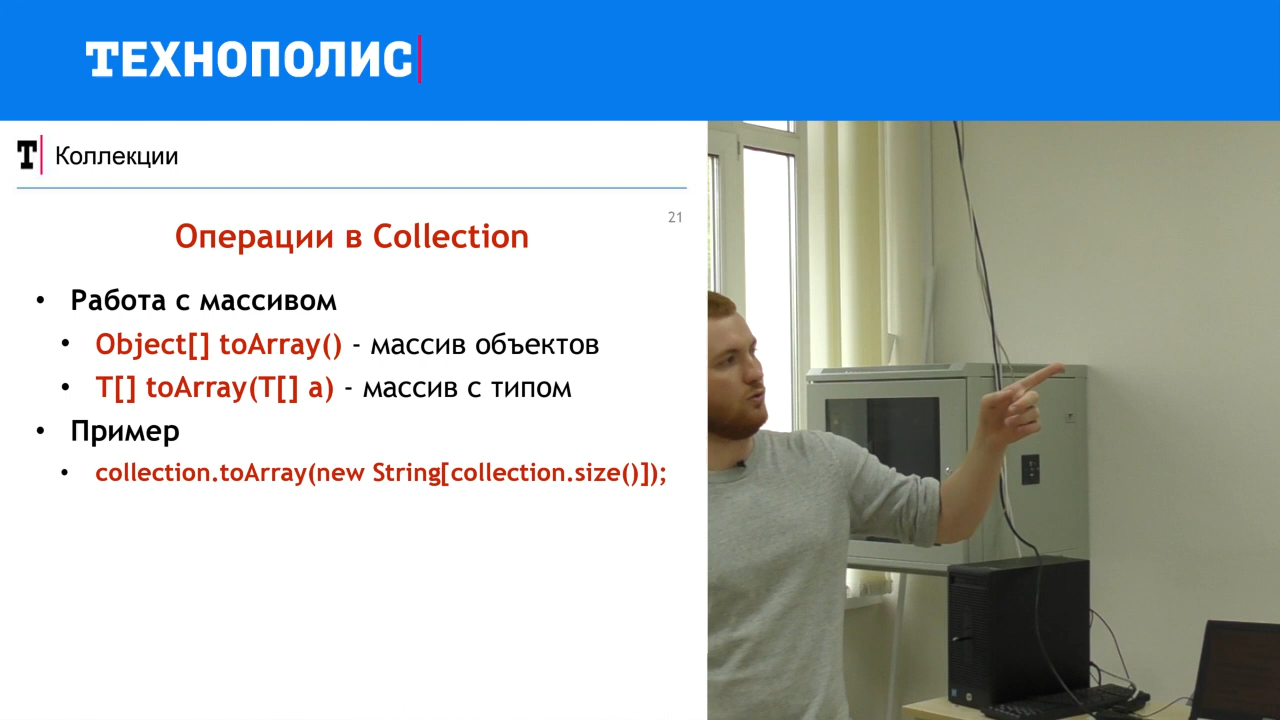 ТЕХНОПОЛИС
Т Коллекции
21
Операции в Collection
• Работа с массивом
• Object[] toArray() - массив объектов
• T[] toArray(T[] a) - массив с типом
• Пример
• collection.toArray(new String[collection.size()]);